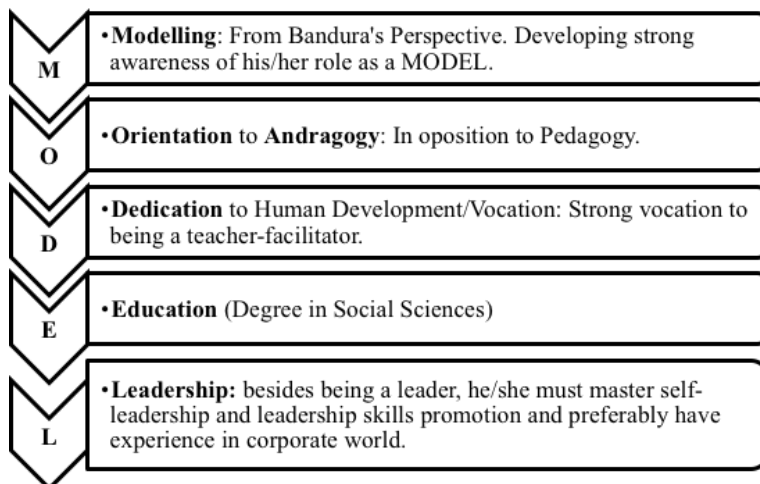 M
•Modelling: From Bandura's Perspective. Developing strong
awareness of his/her role as a MODEL.
O
•Orientation to Andragogy: In oposition to Pedagogy.
D
•Dedication to Human Development/Vocation: Strong vocation to
being a teacher-facilitator.
E
•Education (Degree in Social Sciences)
L
•Leadership: besides being a leader, he/she must master self-
leadership and leadership skills promotion and preferably have
experience in corporate world.